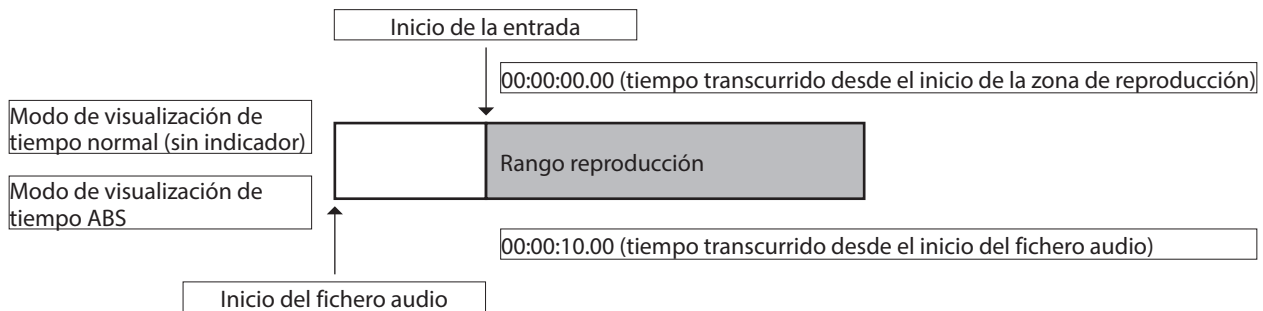 Inicio de la entrada
00:00:00.00 (tiempo transcurrido desde el inicio de la zona de reproducción)
Modo de visualización de
tiempo normal (sin indicador)
Rango reproducción
Modo de visualización de
tiempo ABS
00:00:10.00 (tiempo transcurrido desde el inicio del fichero audio)
Inicio del fichero audio